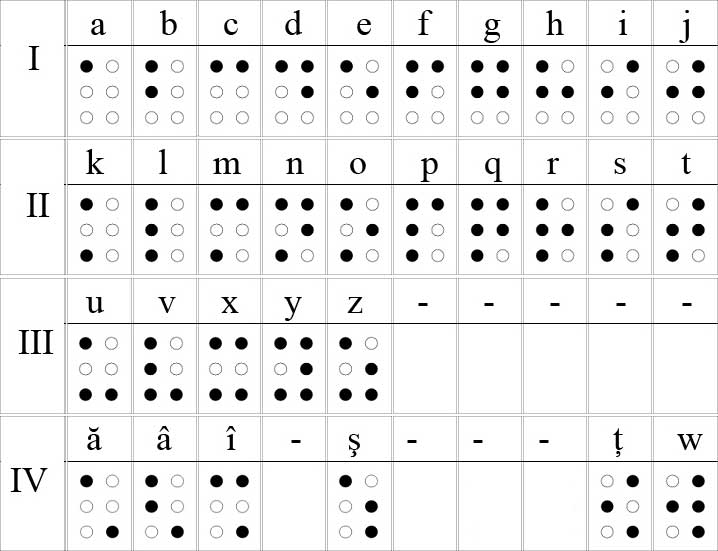 I a b c d e f g h i j
⠁ ⠃ ⠉ ⠙ ⠑ ⠋ ⠛ ⠓ ⠊ ⠚
II k l m n o p q r s t
⠅ ⠇ ⠍ ⠝ ⠕ ⠏ ⠟ ⠗ ⠎ ⠞
III u v x y z - - - - -
⠥ ⠧ ⠭ ⠽ ⠵
IV ă â î - ş - - - ț w
⠡ ⠣ ⠩ ⠱ ⠪ ⠺